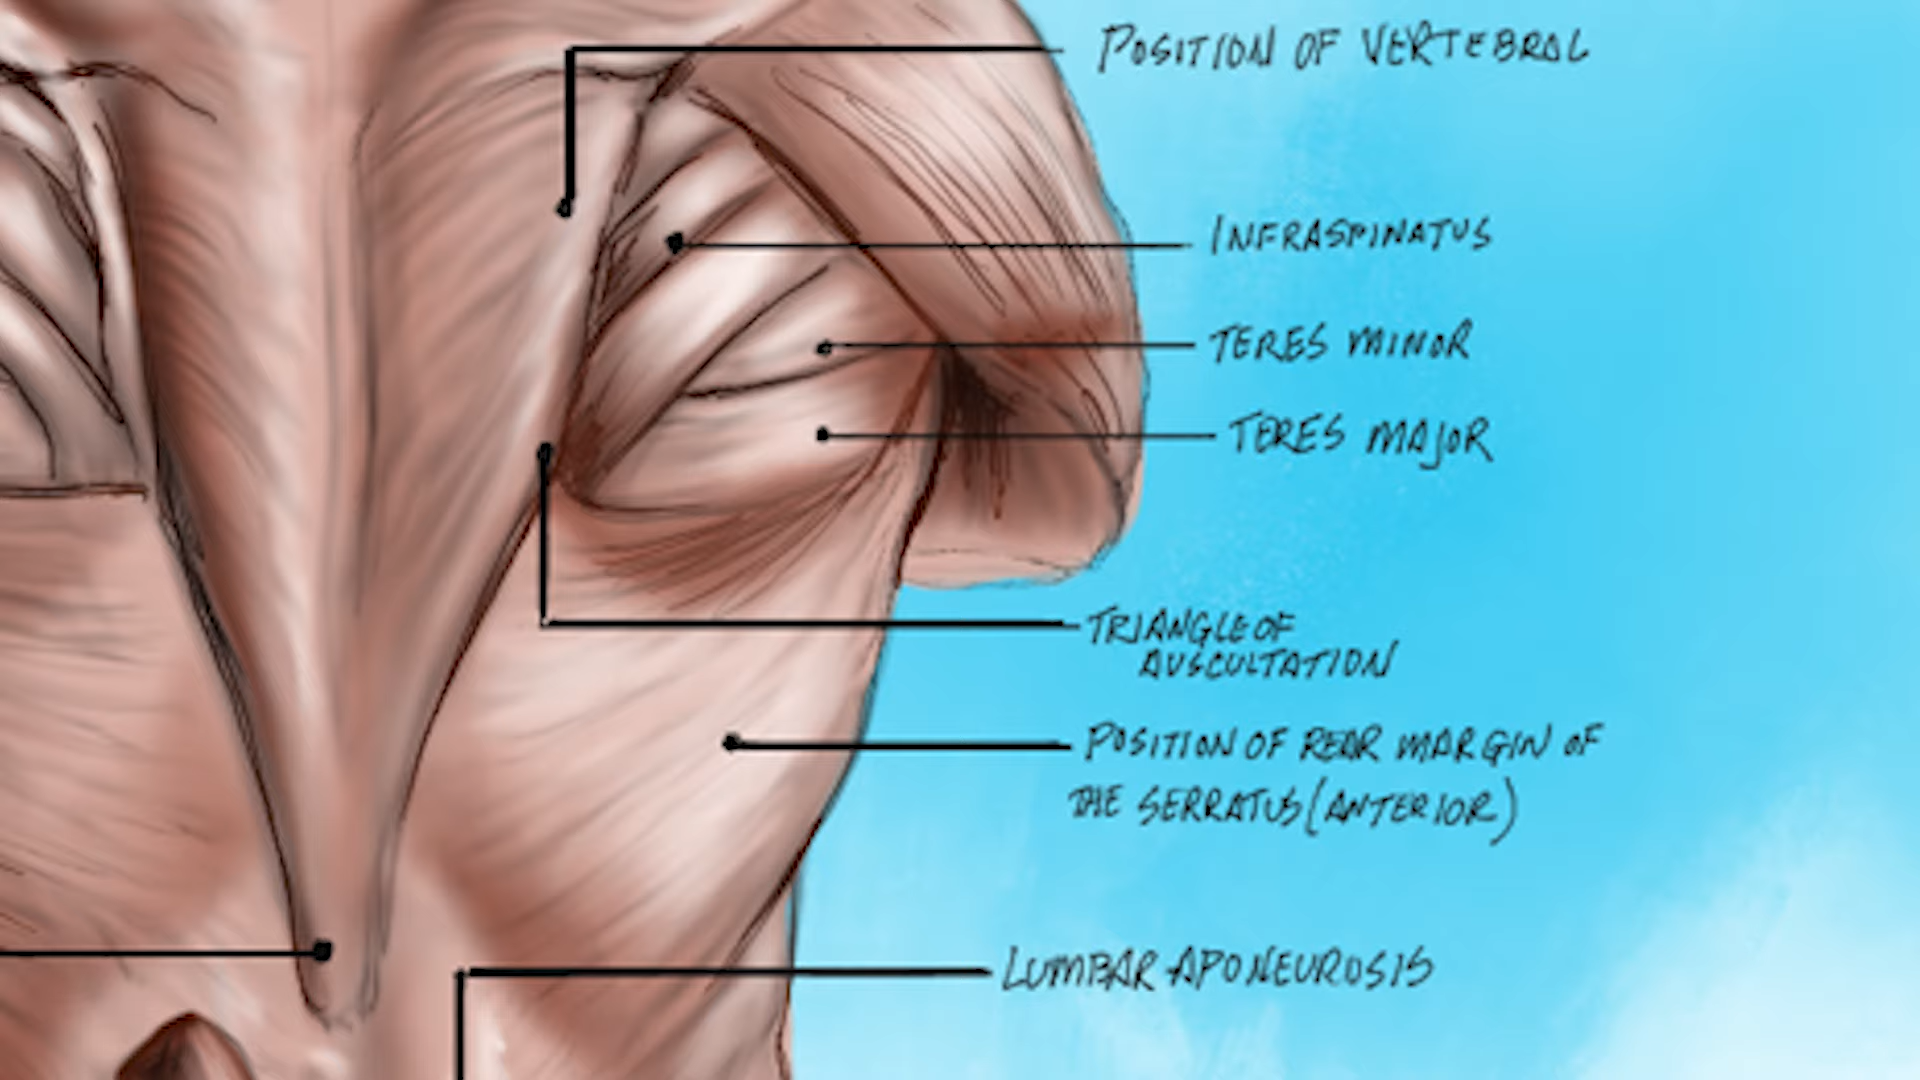 POSITION OF VERTEBRAL
INFRASPINATUS
TERES MINOR
TERES MAJOR
TRIANGLE OF
AUSCULTATION
POSITION OF REAR MARGIN OF
THE SERRATUS (ANTERIOR)
LUMBAR APONEUROSIS